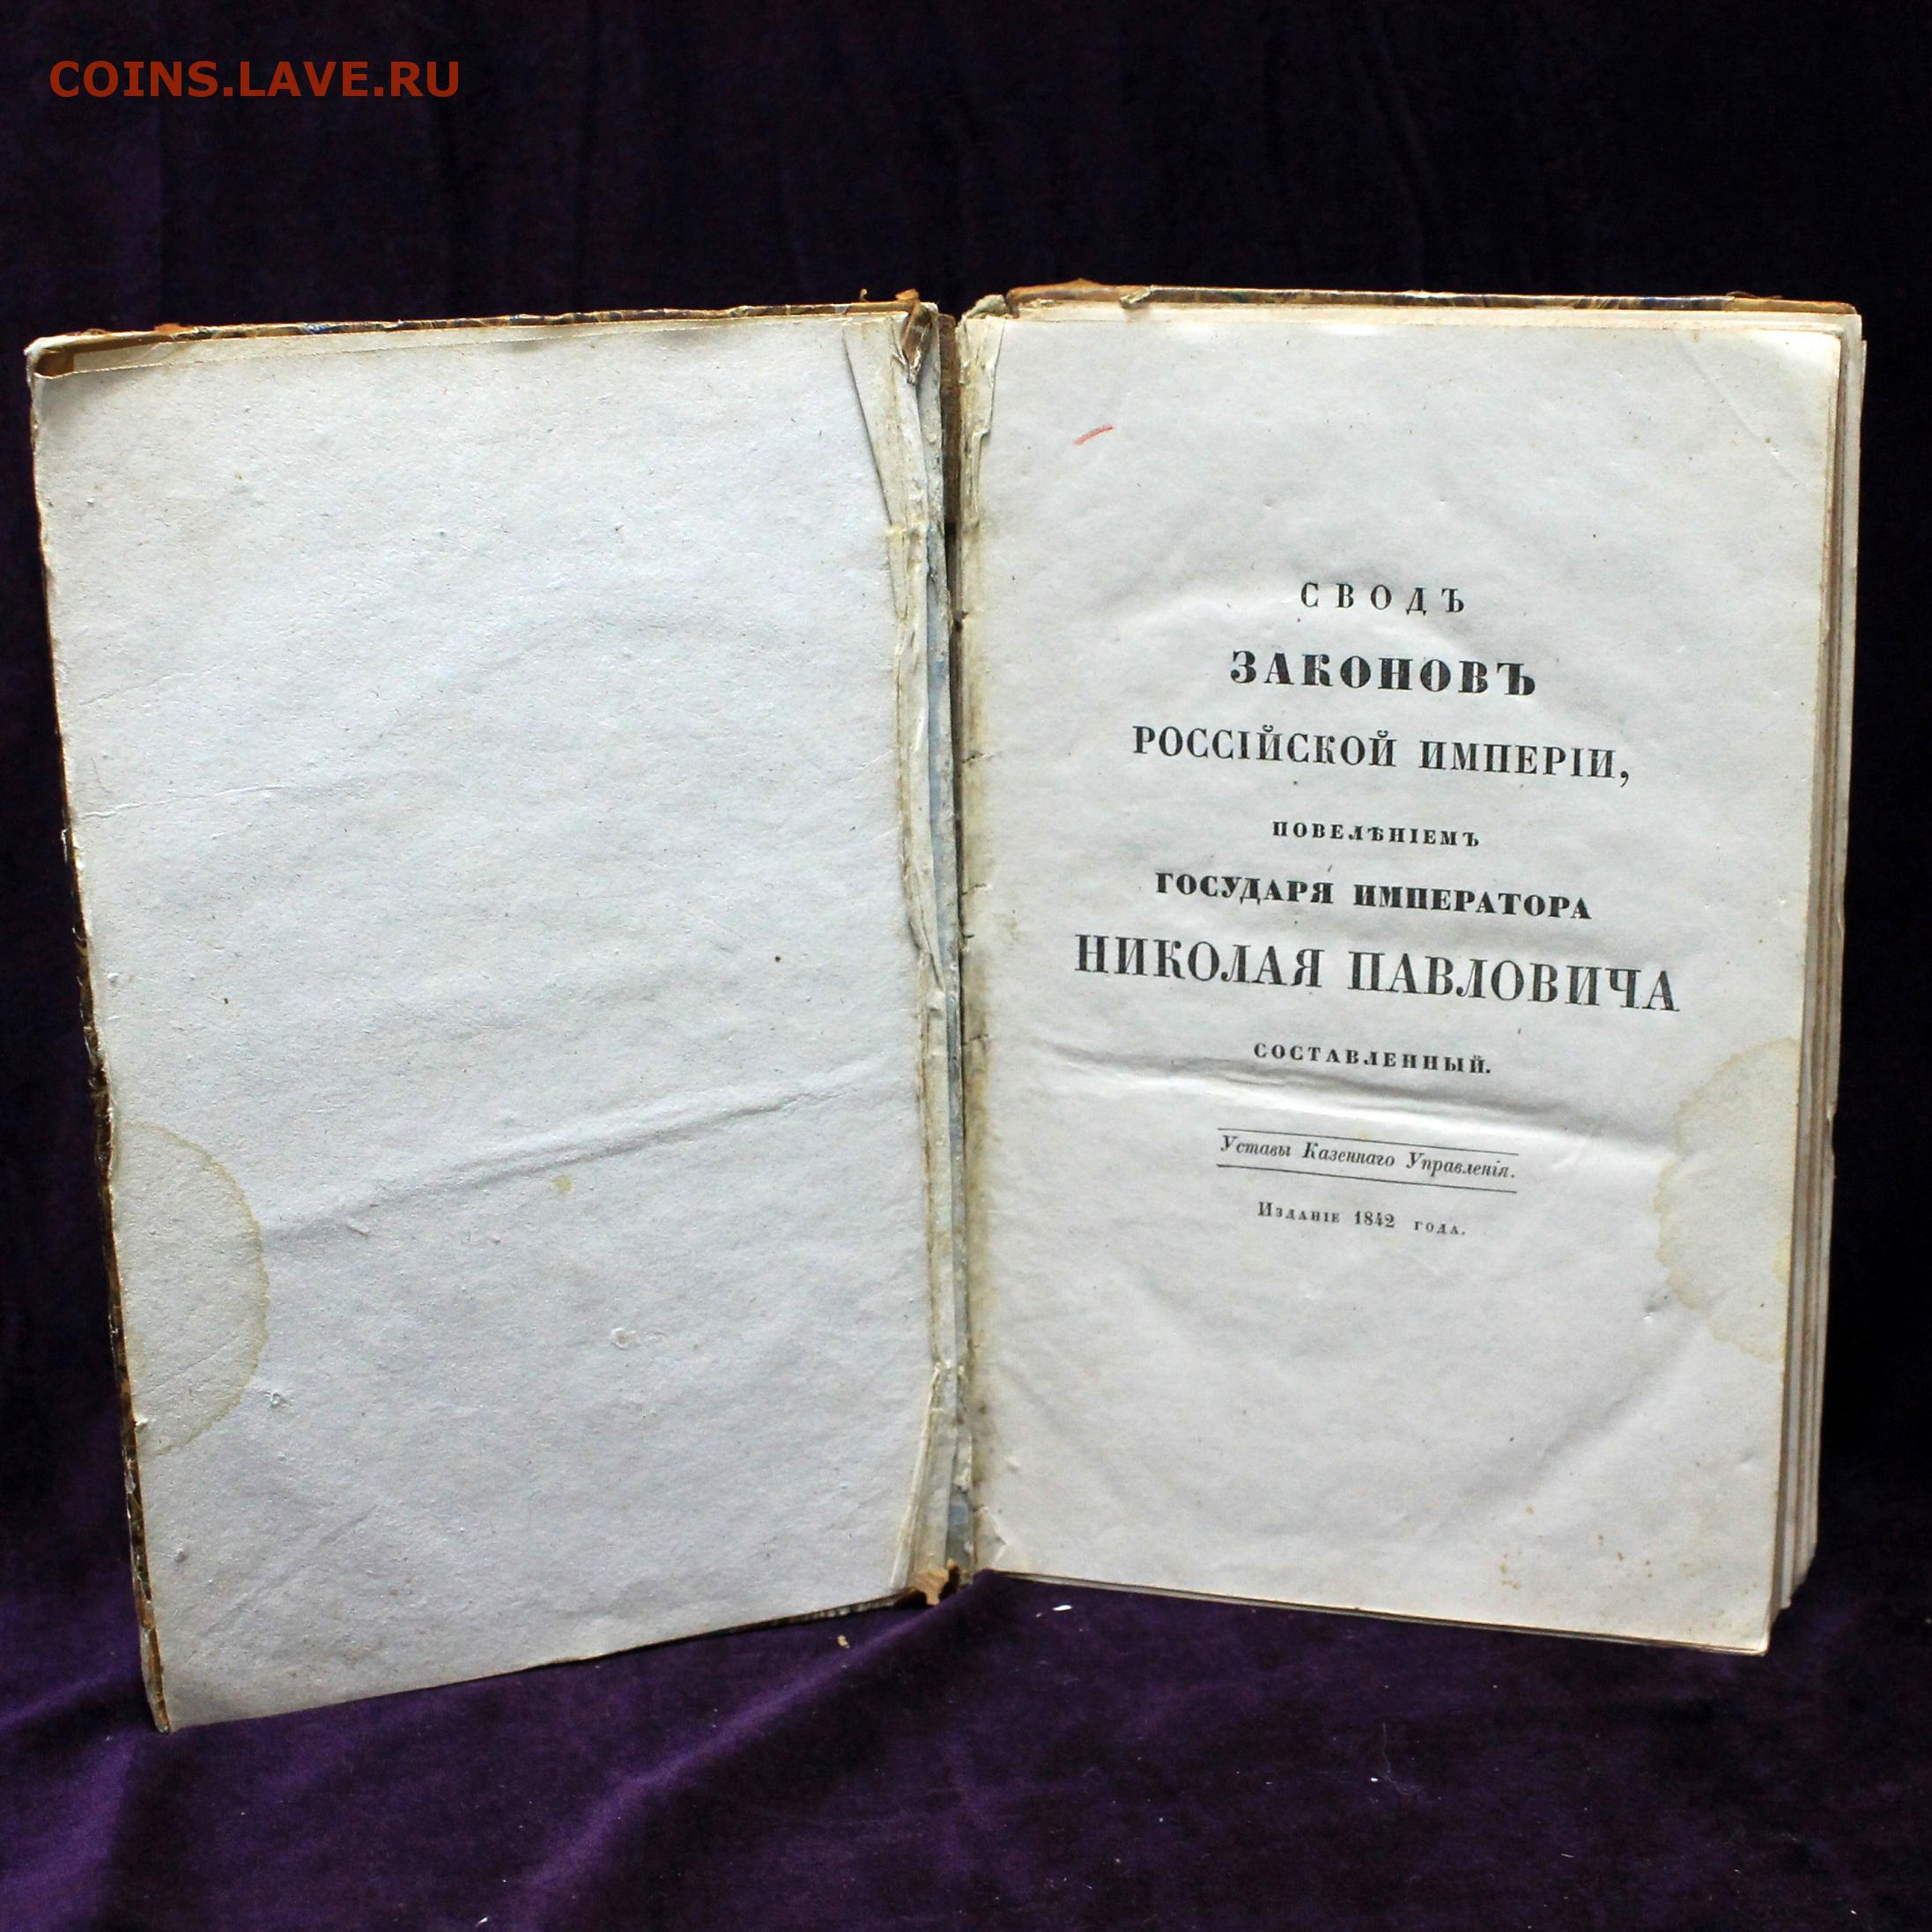 COINS.LAVE.RU
СВОДЪ
ЗАКОНОВЪ
РОССІЙСКОЙ ИМПЕРІИ,
ПОВЕЛѢНІЕМЪ
ГОСУДАРЯ ИМПЕРАТОРА
НИКОЛАЯ ПАВЛОВИЧА
СОСТАВЛЕННЫЙ.
Уставы Казеннаго Управленія.
Изданіе 1842 года.